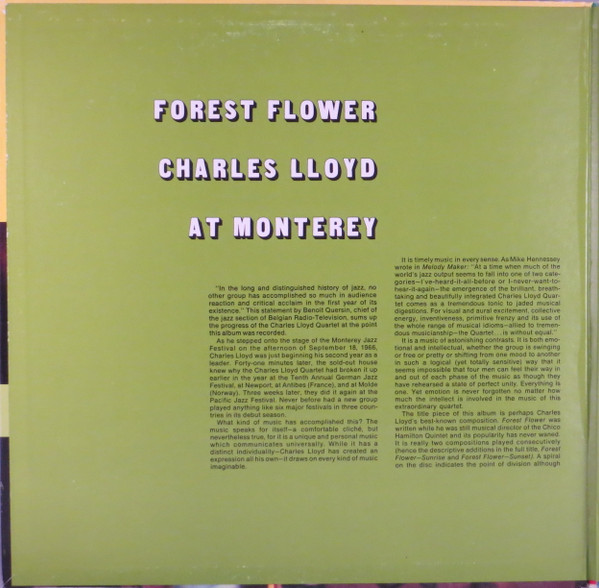 FOREST FLOWER
CHARLES LLOYD
AT MONTEREY
"In the long and distinguished history of jazz, no
other group has accomplished so much in audience
reaction and critical acclaim in the first year of its
existence." This statement by Benoit Quersin, chief of
the jazz section of Belgian Radio-Television, sums up
the progress of the Charles Lloyd Quartet at the point
this album was recorded.
As he stepped onto the stage of the Monterey Jazz
Festival on the afternoon of September 18, 1966,
Charles Lloyd was just beginning his second year as a
leader. Forty-one minutes later, the sold-out house
knew why the Charles Lloyd Quartet had broken it up
earlier in the year at the Tenth Annual German Jazz
Festival, at Newport, at Antibes (France), and at Molde
(Norway). Three weeks later, they did it again at the
Pacific Jazz Festival. Never before had a new group
played anything like six major festivals in three coun-
tries in its debut season.
What kind of music has accomplished this? The
music speaks for itself—a comfortable cliché, but
nevertheless true, for it is a unique and personal music
which communicates universally. While it has a
distinct individuality—Charles Lloyd has created an
expression all his own—it draws on every kind of music
imaginable.
It is timely music in every sense. As Mike Hennessey
wrote in Melody Maker: "At a time when much of the
world's jazz output seems to fall into one of two cate-
gories—I've-heard-it-all-before or I-never-want-to-
hear-it-again—the emergence of the brilliant, breath-
taking and beautifully integrated Charles Lloyd Quar-
tet comes as a tremendous tonic to jaded musical
digestions. For visual and aural excitement, collective
energy, inventiveness, primitive frenzy and its use of
the whole range of musical idioms—allied to tremen-
dous musicianship—the Quartet... is without equal."
It is a music of astonishing contrasts. It is both emo-
tional and intellectual, whether the group is swinging
or free or pretty or shifting from one mood to another
in such a logical (yet totally sensitive) way that it
seems impossible that four men can feel their way in
and out of each phase of the music as though they
have rehearsed a state of perfect unity. Everything is
one. Yet emotion is never forgotten no matter how
much the intellect is involved in the music of this
extraordinary quartet.
The title piece of this album is perhaps Charles
Lloyd's best-known composition. Forest Flower was
written while he was still musical director of the Chico
Hamilton Quintet and its popularity has never waned.
It is really two compositions played consecutively
(hence the descriptive additions in the full title, Forest
Flower—Sunrise and Forest Flower—Sunset). A spiral
on the disc indicates the point of division although